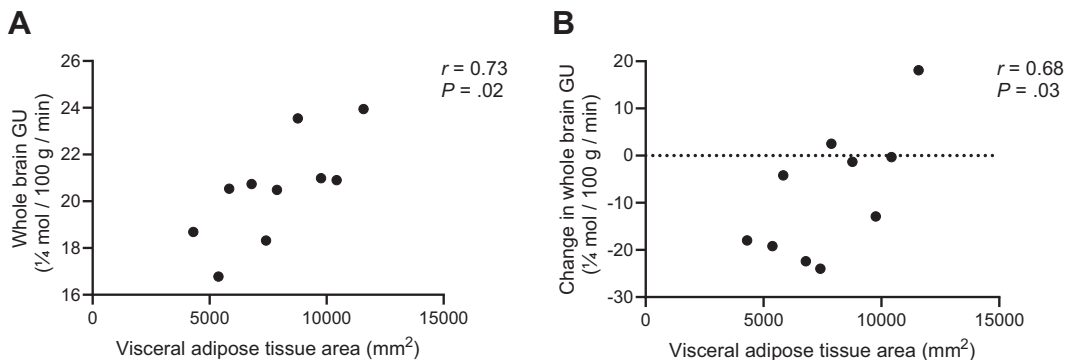 A
r = 0.73
P = .02
Whole brain GU
(¼ mol / 100 g / min)
26
24
22
20
18
16
0
5000
10000
15000
Visceral adipose tissue area (mm²)
B
r = 0.68
P = .03
Change in whole brain GU
(¼ mol / 100 g / min)
20
10
0
-10
-20
-30
0
5000
10000
15000
Visceral adipose tissue area (mm²)